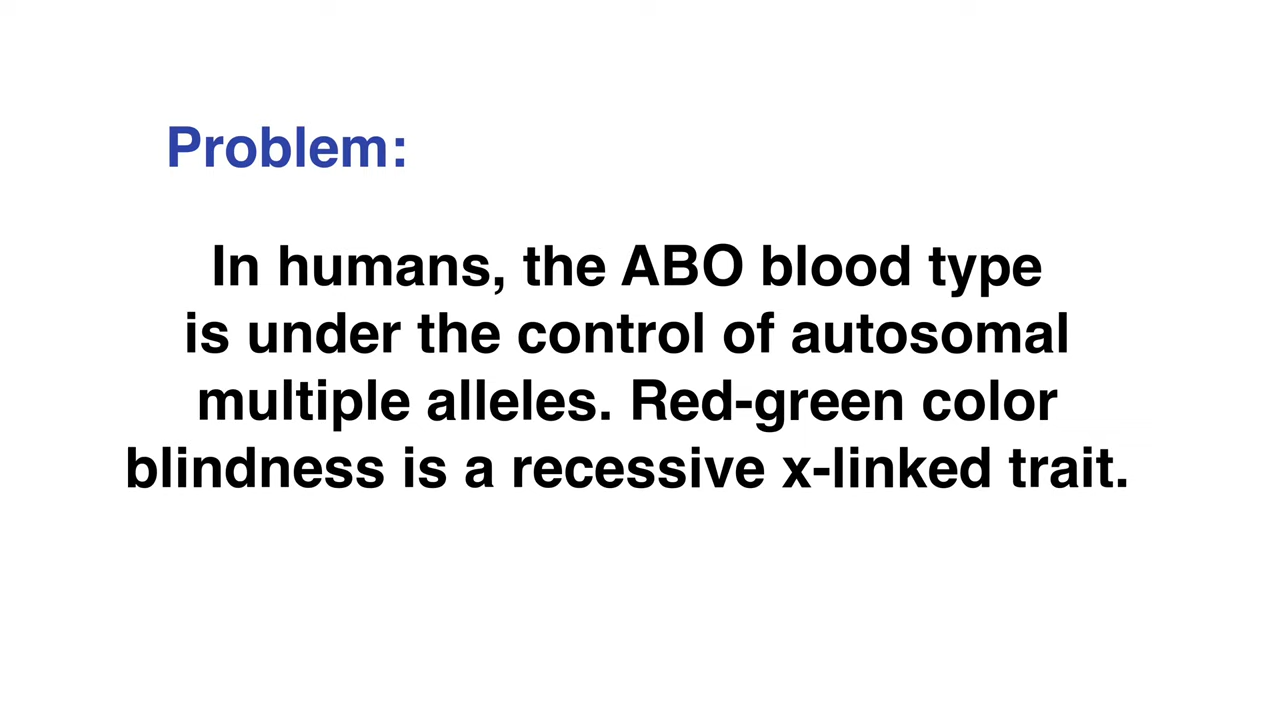 Problem:
In humans, the ABO blood type
is under the control of autosomal
multiple alleles. Red-green color
blindness is a recessive x-linked trait.